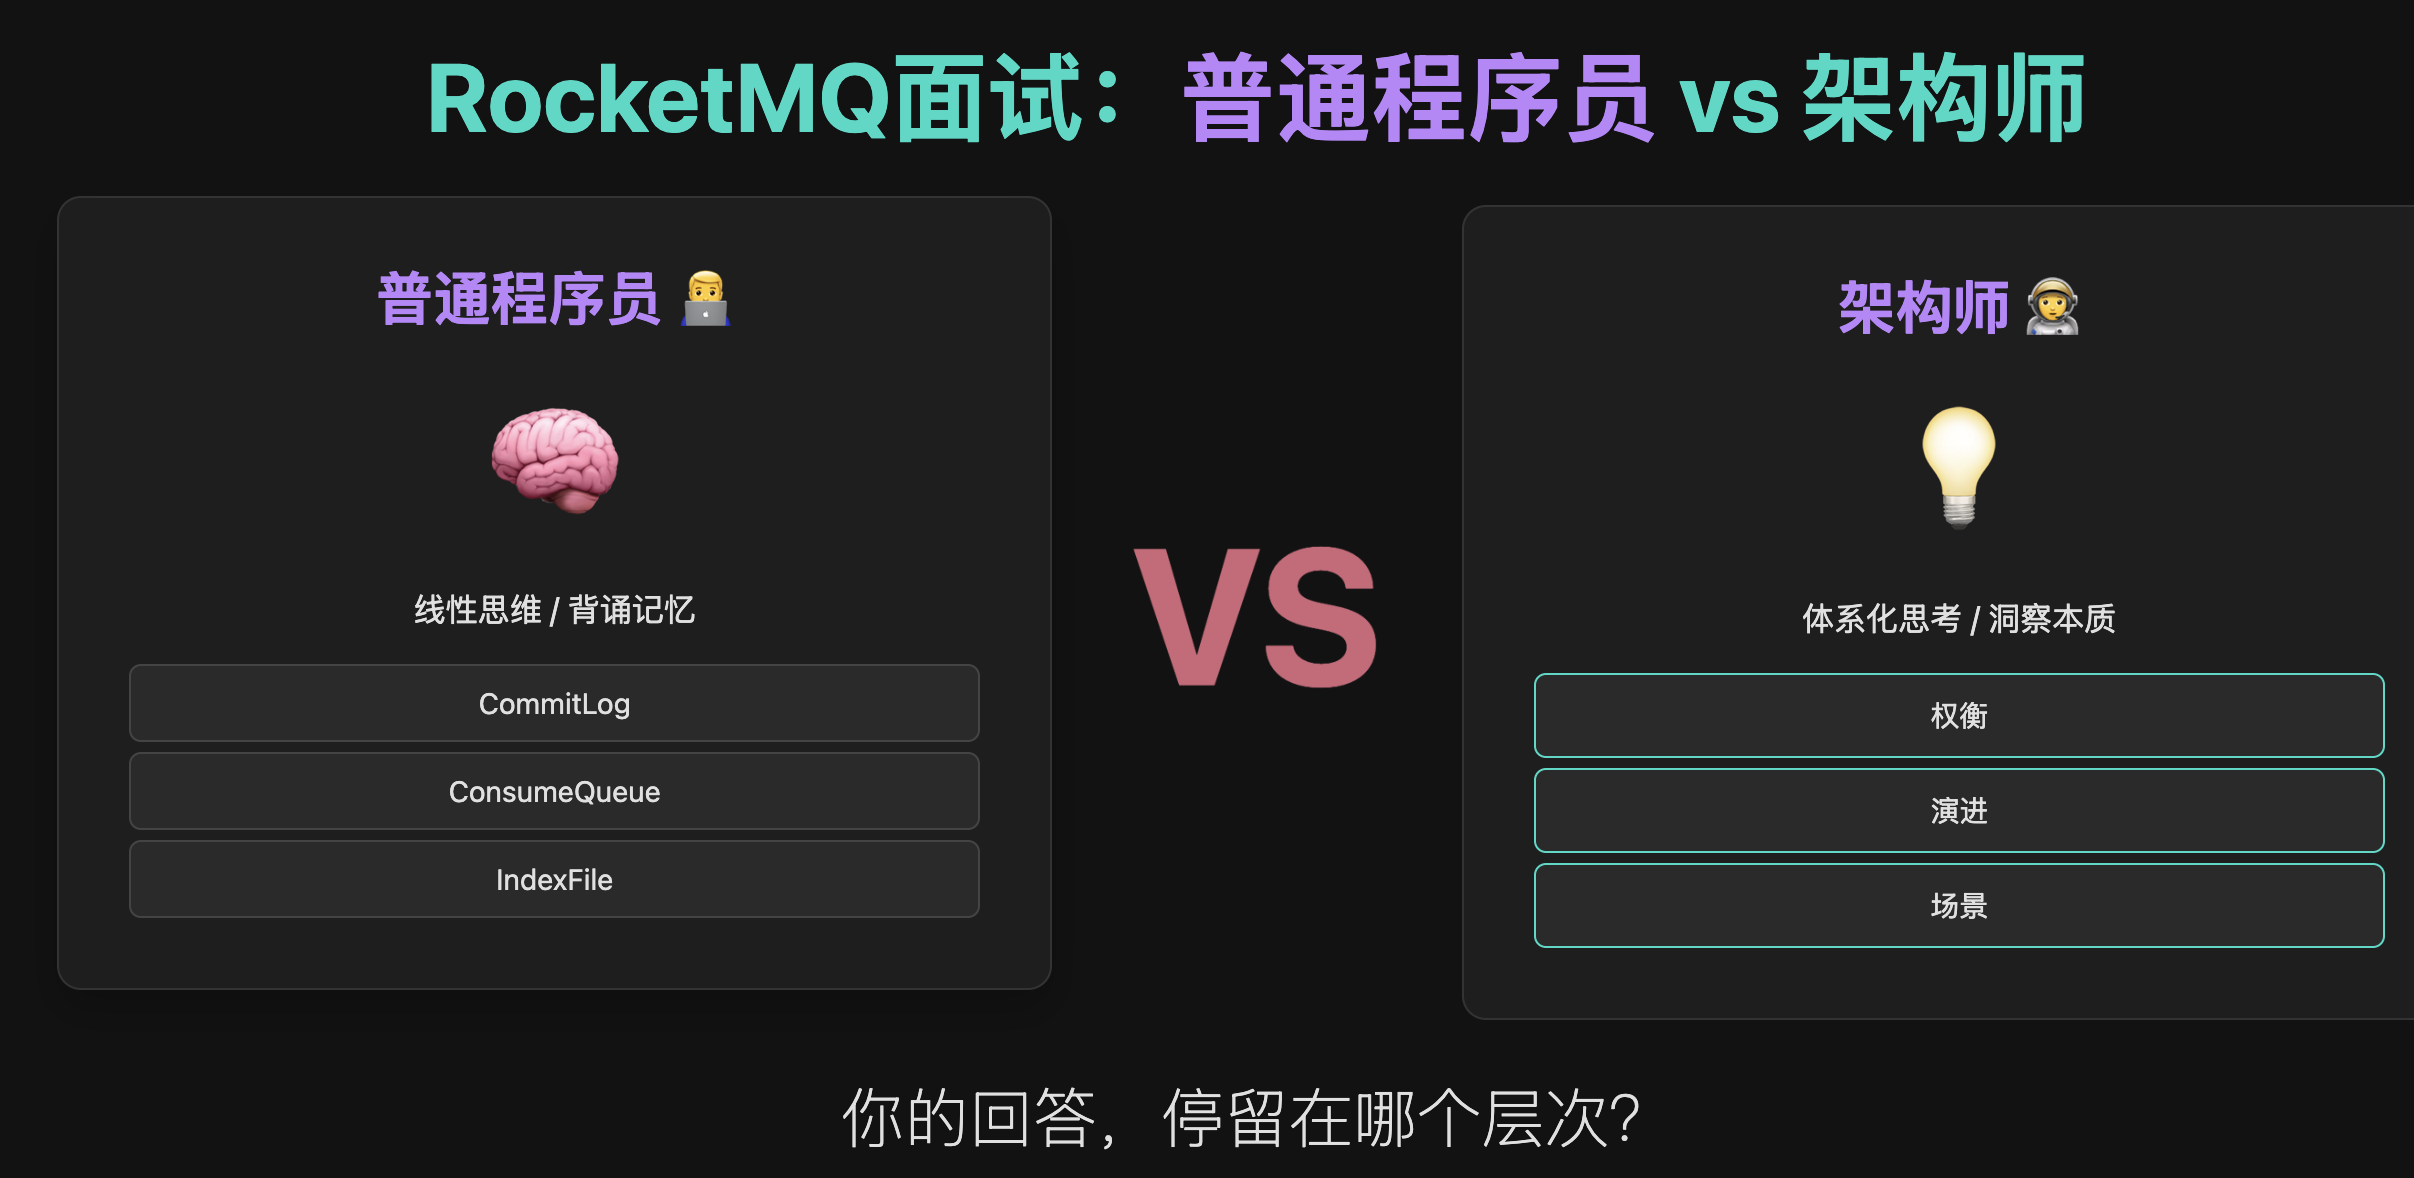 RocketMQ面试：普通程序员 vs 架构师
普通程序员
线性思维 / 背诵记忆
CommitLog
ConsumeQueue
IndexFile
VS
架构师
体系化思考 / 洞察本质
权衡
演进
场景
你的回答，停留在哪个层次？